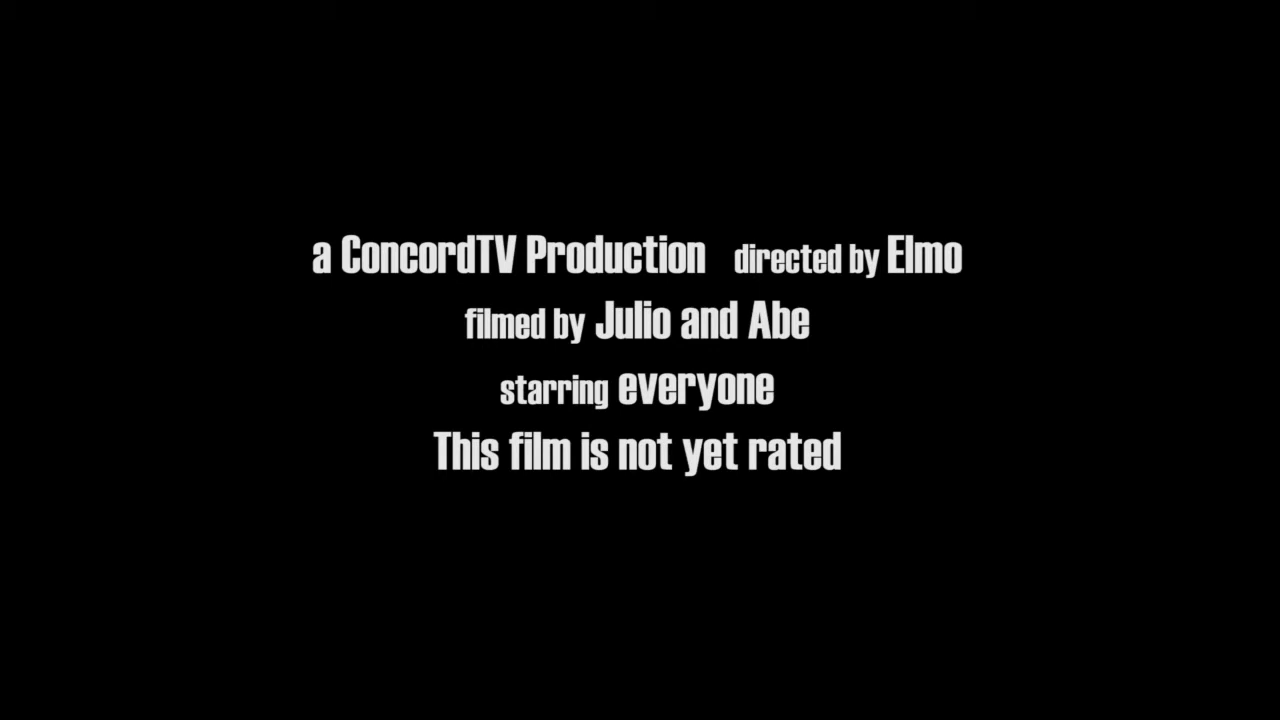 a ConcordTV Production directed by Elmo
filmed by Julio and Abe
starring everyone
This film is not yet rated